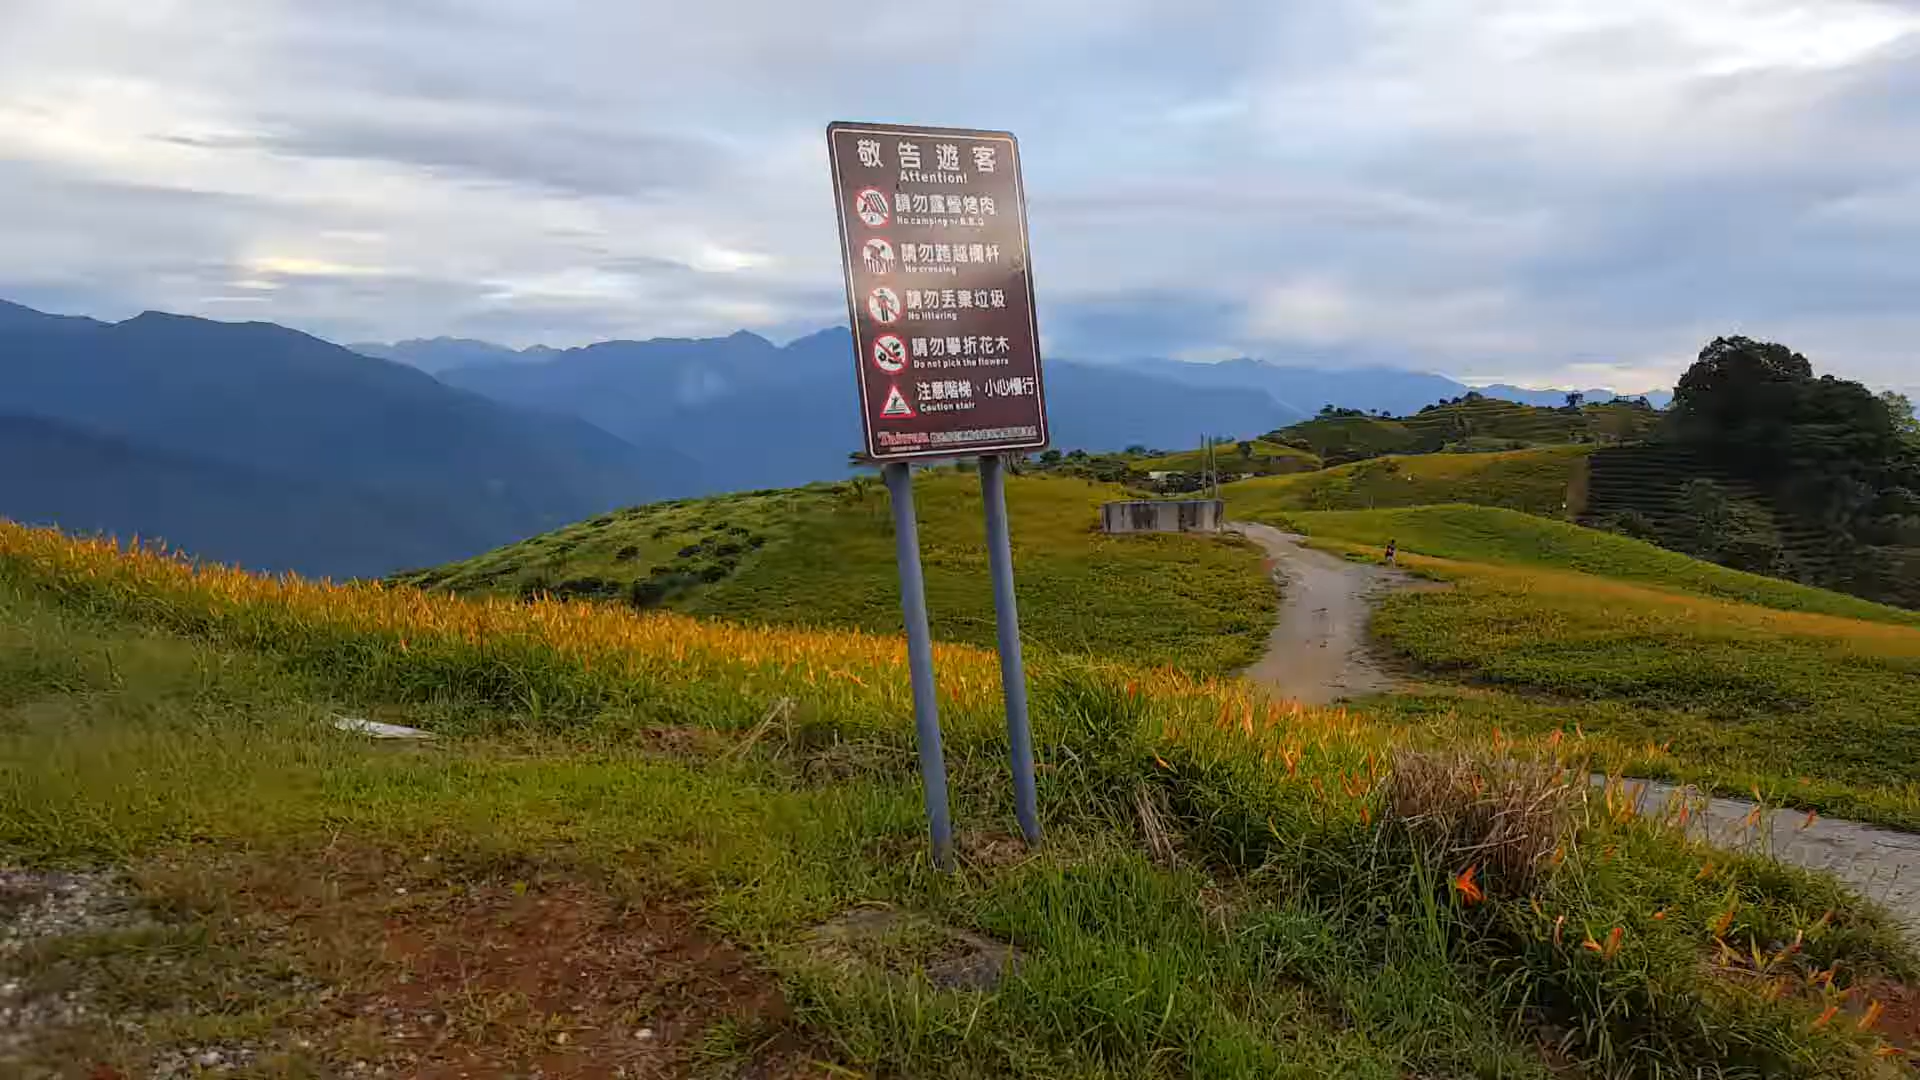 敬告遊客
Attention!
請勿露營烤肉
No camping or B.B.Q
請勿跨越欄杆
No crossing
請勿丟棄垃圾
No littering
請勿攀折花木
Do not pick the flowers
注意階梯、小心慢行
Caution stair
Taiwan